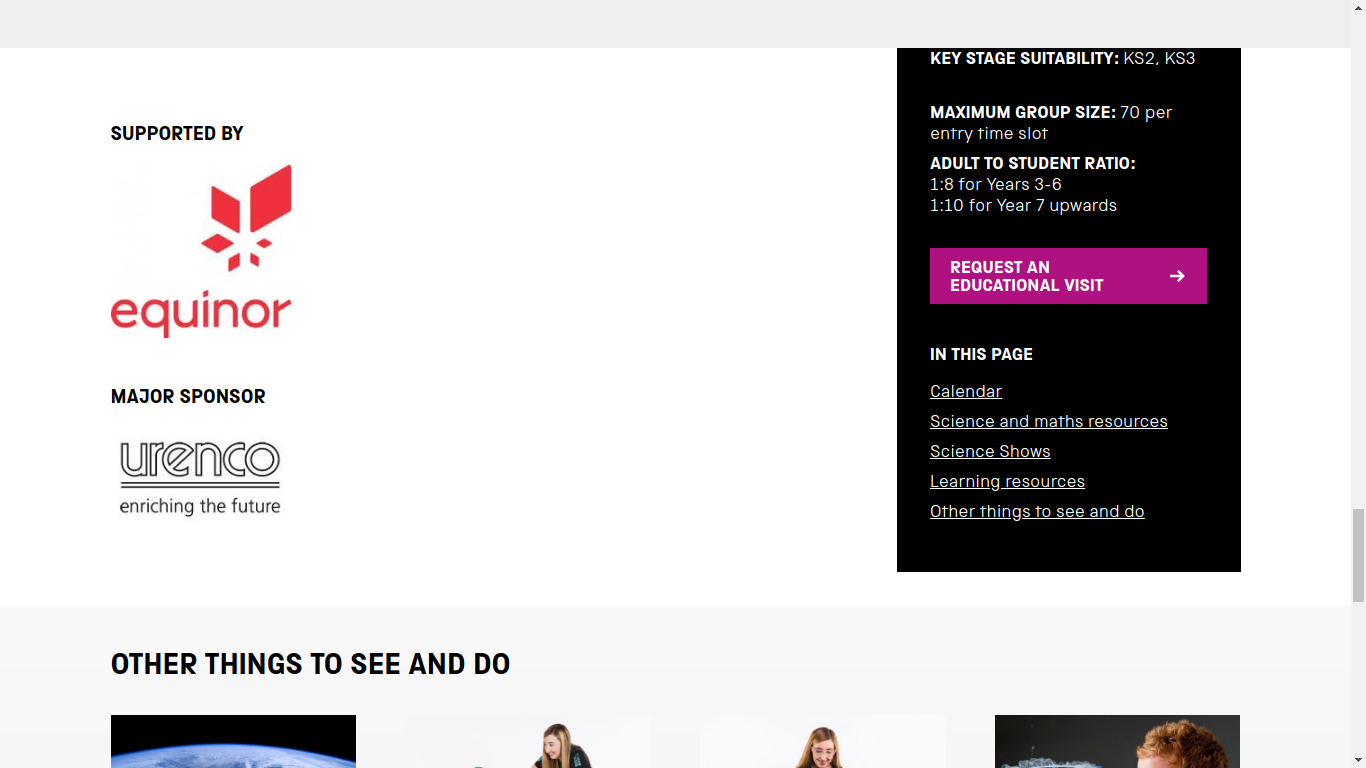 SUPPORTED BY
equinor
MAJOR SPONSOR
urenco
enriching the future
KEY STAGE SUITABILITY: KS2, KS3
MAXIMUM GROUP SIZE: 70 per
entry time slot
ADULT TO STUDENT RATIO:
1:8 for Years 3-6
1:10 for Year 7 upwards
REQUEST AN
EDUCATIONAL VISIT
IN THIS PAGE
Calendar
Science and maths resources
Science Shows
Learning resources
Other things to see and do
OTHER THINGS TO SEE AND DO